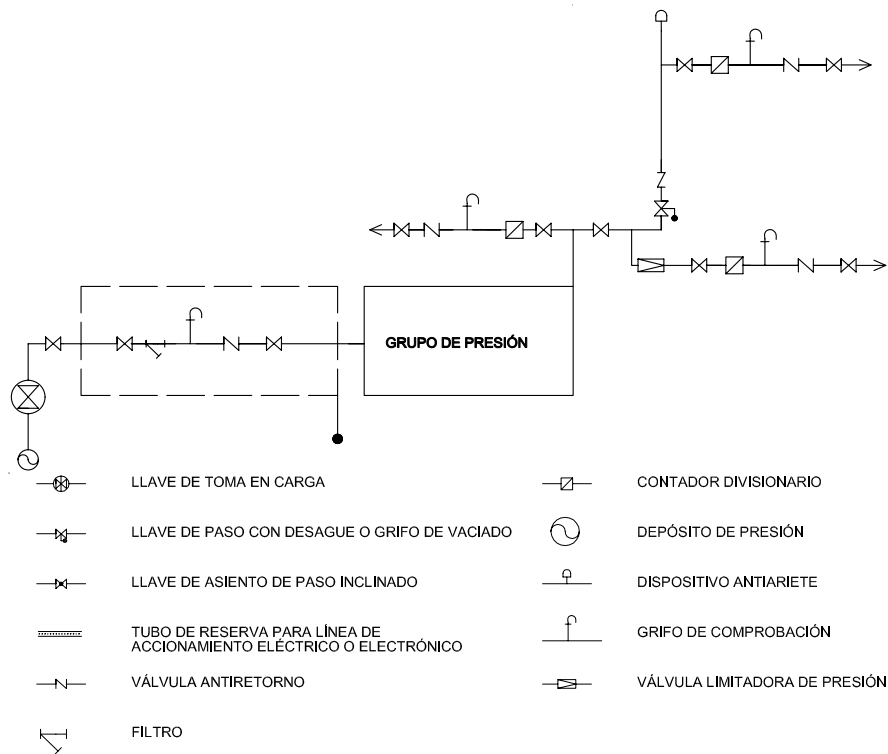 GRUPO DE PRESIÓN
LLAVE DE TOMA EN CARGA
LLAVE DE PASO CON DESAGUE O GRIFO DE VACIADO
LLAVE DE ASIENTO DE PASO INCLINADO
TUBO DE RESERVA PARA LÍNEA DE
ACCIONAMIENTO ELÉCTRICO O ELECTRÓNICO
VÁLVULA ANTIRETORNO
FILTRO
CONTADOR DIVISIONARIO
DEPÓSITO DE PRESIÓN
DISPOSITIVO ANTIARIETE
GRIFO DE COMPROBACIÓN
VÁLVULA LIMITADORA DE PRESIÓN